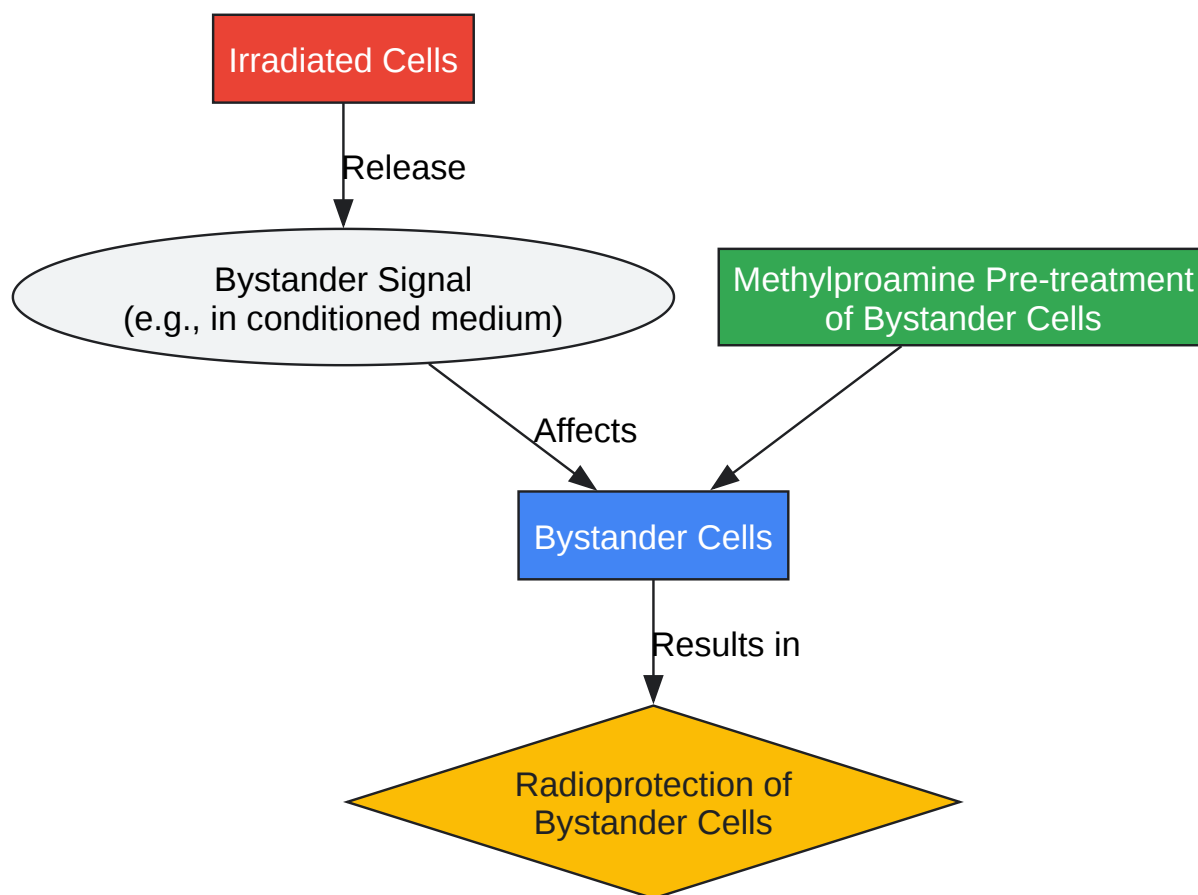 Irradiated Cells
Release
Bystander Signal
(e.g., in conditioned medium)
Methylproamine Pre-treatment
of Bystander Cells
Affects
Bystander Cells
Results in
Radioprotection of
Bystander Cells